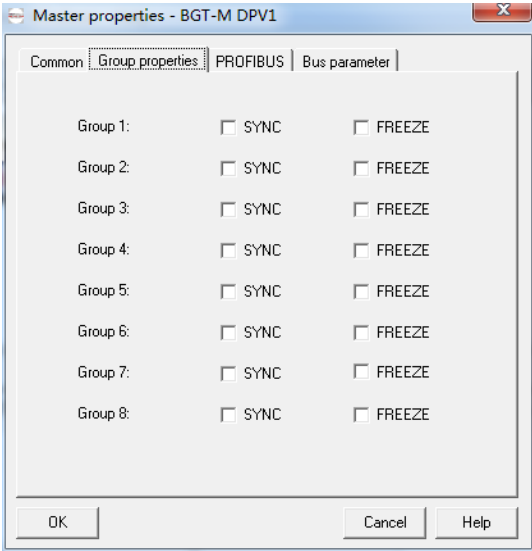 Master properties - BGT-M DPV1
Common Group properties PROFIBUS Bus parameter
Group 1: SYNC FREEZE
Group 2: SYNC FREEZE
Group 3: SYNC FREEZE
Group 4: SYNC FREEZE
Group 5: SYNC FREEZE
Group 6: SYNC FREEZE
Group 7: SYNC FREEZE
Group 8: SYNC FREEZE
OK Cancel Help